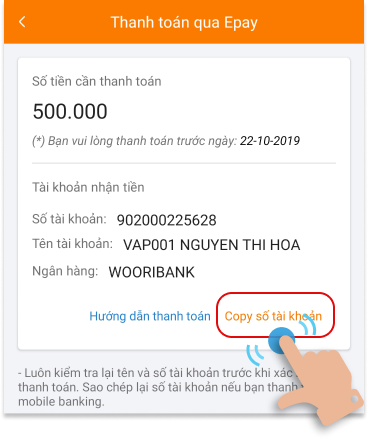 Thanh toán qua Epay
Số tiền cần thanh toán
500.000
(*) Bạn vui lòng thanh toán trước ngày: 22-10-2019
Tài khoản nhận tiền
Số tài khoản: 902000225628
Tên tài khoản: VAP001 NGUYEN THI HOA
Ngân hàng: WOORIBANK
Hướng dẫn thanh toán Copy số tài khoản
- Luôn kiểm tra lại tên và số tài khoản trước khi xác
thanh toán. Sao chép lại số tài khoản nếu bạn thanh
mobile banking.